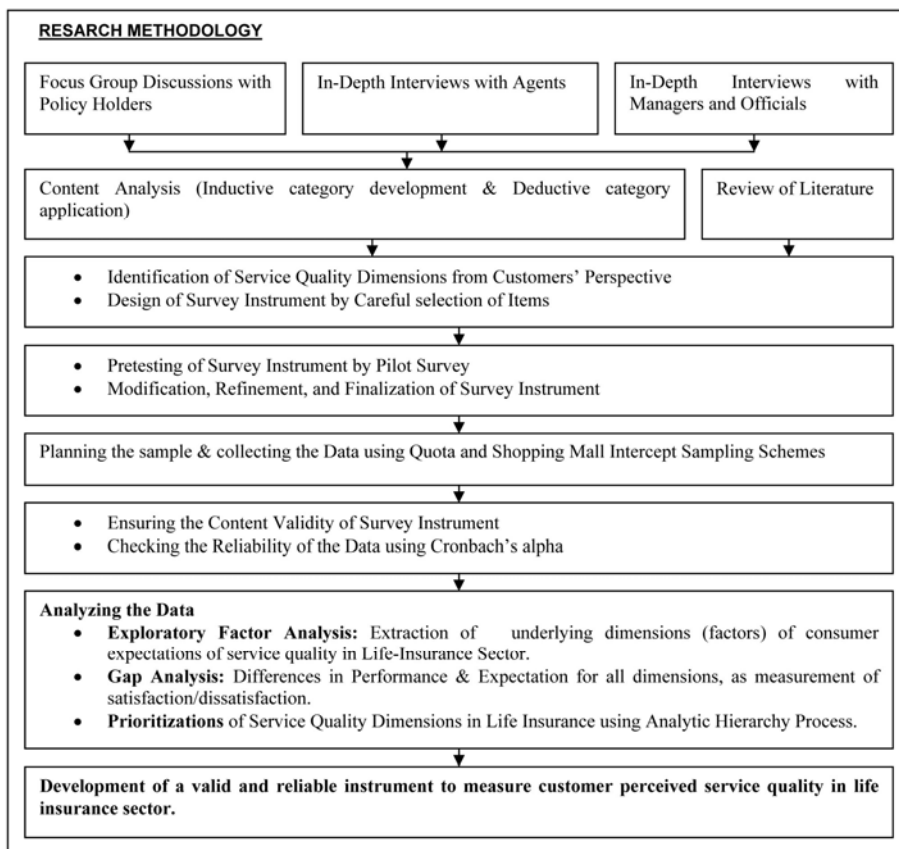 RESARCH METHODOLOGY
Focus Group Discussions with
Policy Holders
In-Depth Interviews with Agents
In-Depth Interviews with
Managers and Officials
Content Analysis (Inductive category development & Deductive category
application)
Review of Literature
• Identification of Service Quality Dimensions from Customers’ Perspective
• Design of Survey Instrument by Careful selection of Items
• Pretesting of Survey Instrument by Pilot Survey
• Modification, Refinement, and Finalization of Survey Instrument
Planning the sample & collecting the Data using Quota and Shopping Mall Intercept Sampling Schemes
• Ensuring the Content Validity of Survey Instrument
• Checking the Reliability of the Data using Cronbach’s alpha
Analyzing the Data
• Exploratory Factor Analysis: Extraction of underlying dimensions (factors) of consumer
expectations of service quality in Life-Insurance Sector.
• Gap Analysis: Differences in Performance & Expectation for all dimensions, as measurement of
satisfaction/dissatisfaction.
• Prioritizations of Service Quality Dimensions in Life Insurance using Analytic Hierarchy Process.
Development of a valid and reliable instrument to measure customer perceived service quality in life
insurance sector.